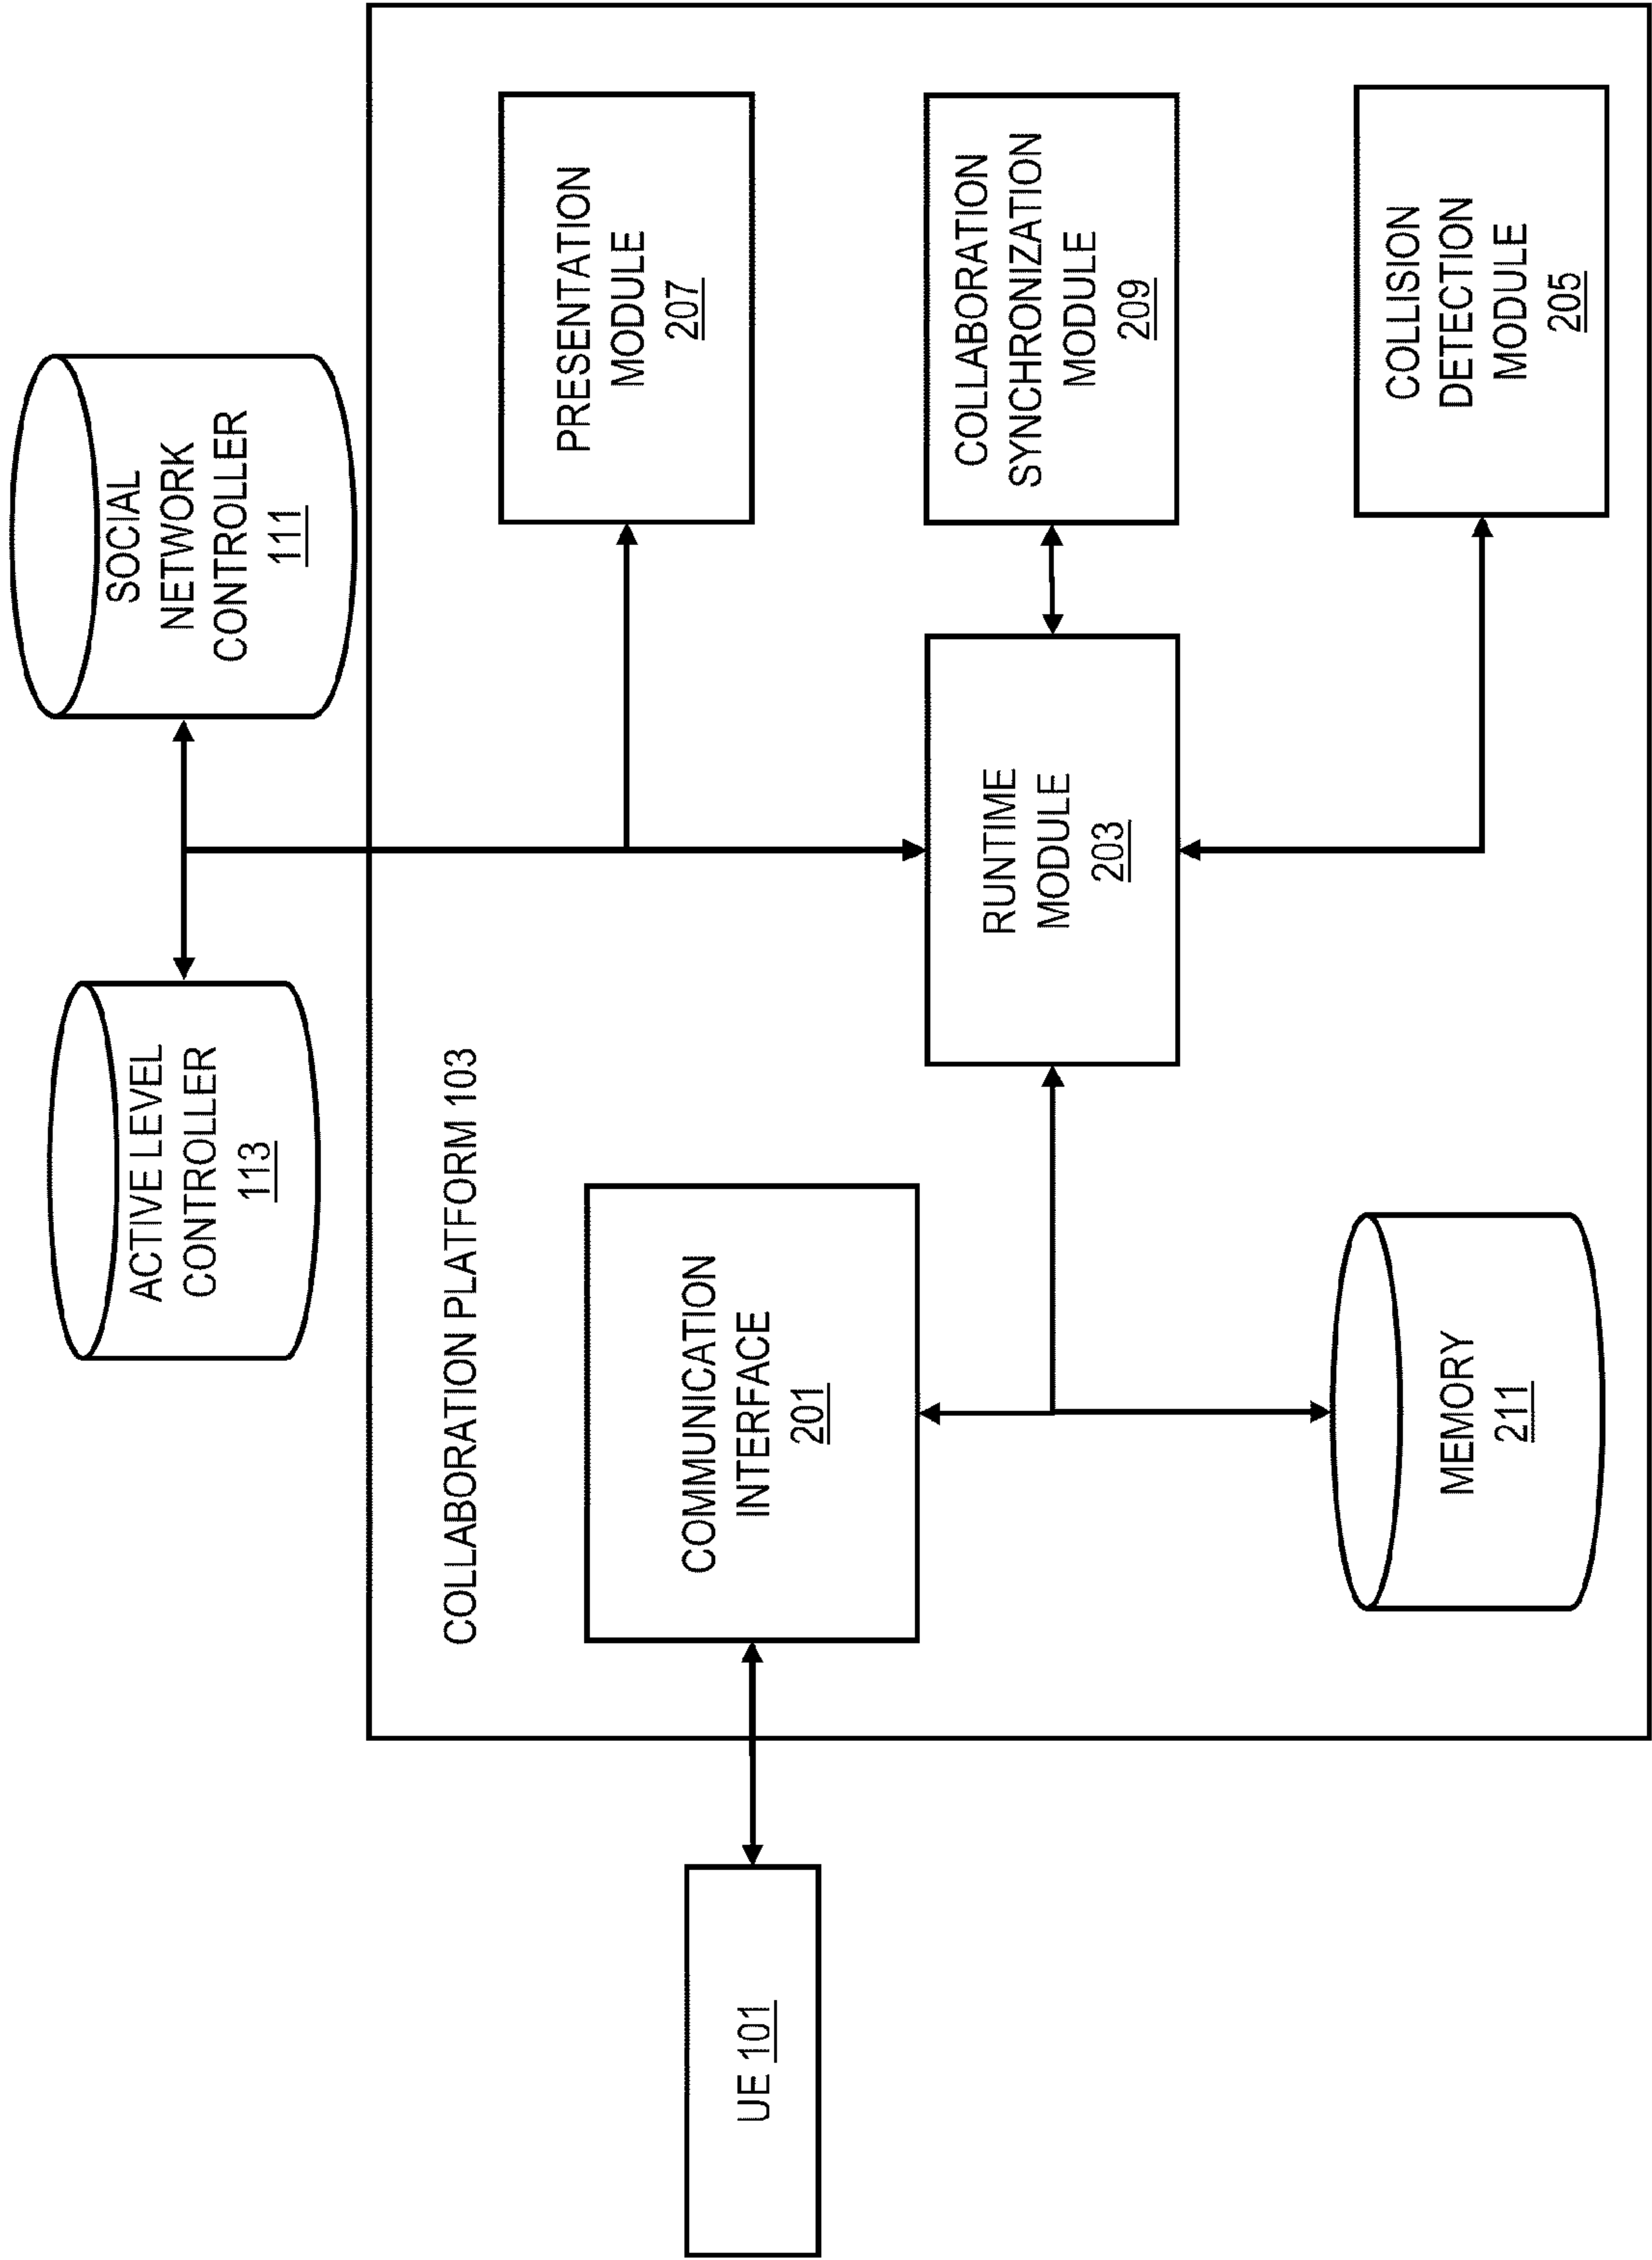 ACTIVE LEVEL
CONTROLLER
113
SOCIAL
NETWORK
CONTROLLER
111
COLLABORATION PLATFORM 103
UE 101
COMMUNICATION
INTERFACE
201
PRESENTATION
MODULE
207
RUNTIME
MODULE
203
COLLABORATION
SYNCHRONIZATION
MODULE
209
MEMORY
211
COLLISION
DETECTION
MODULE
205